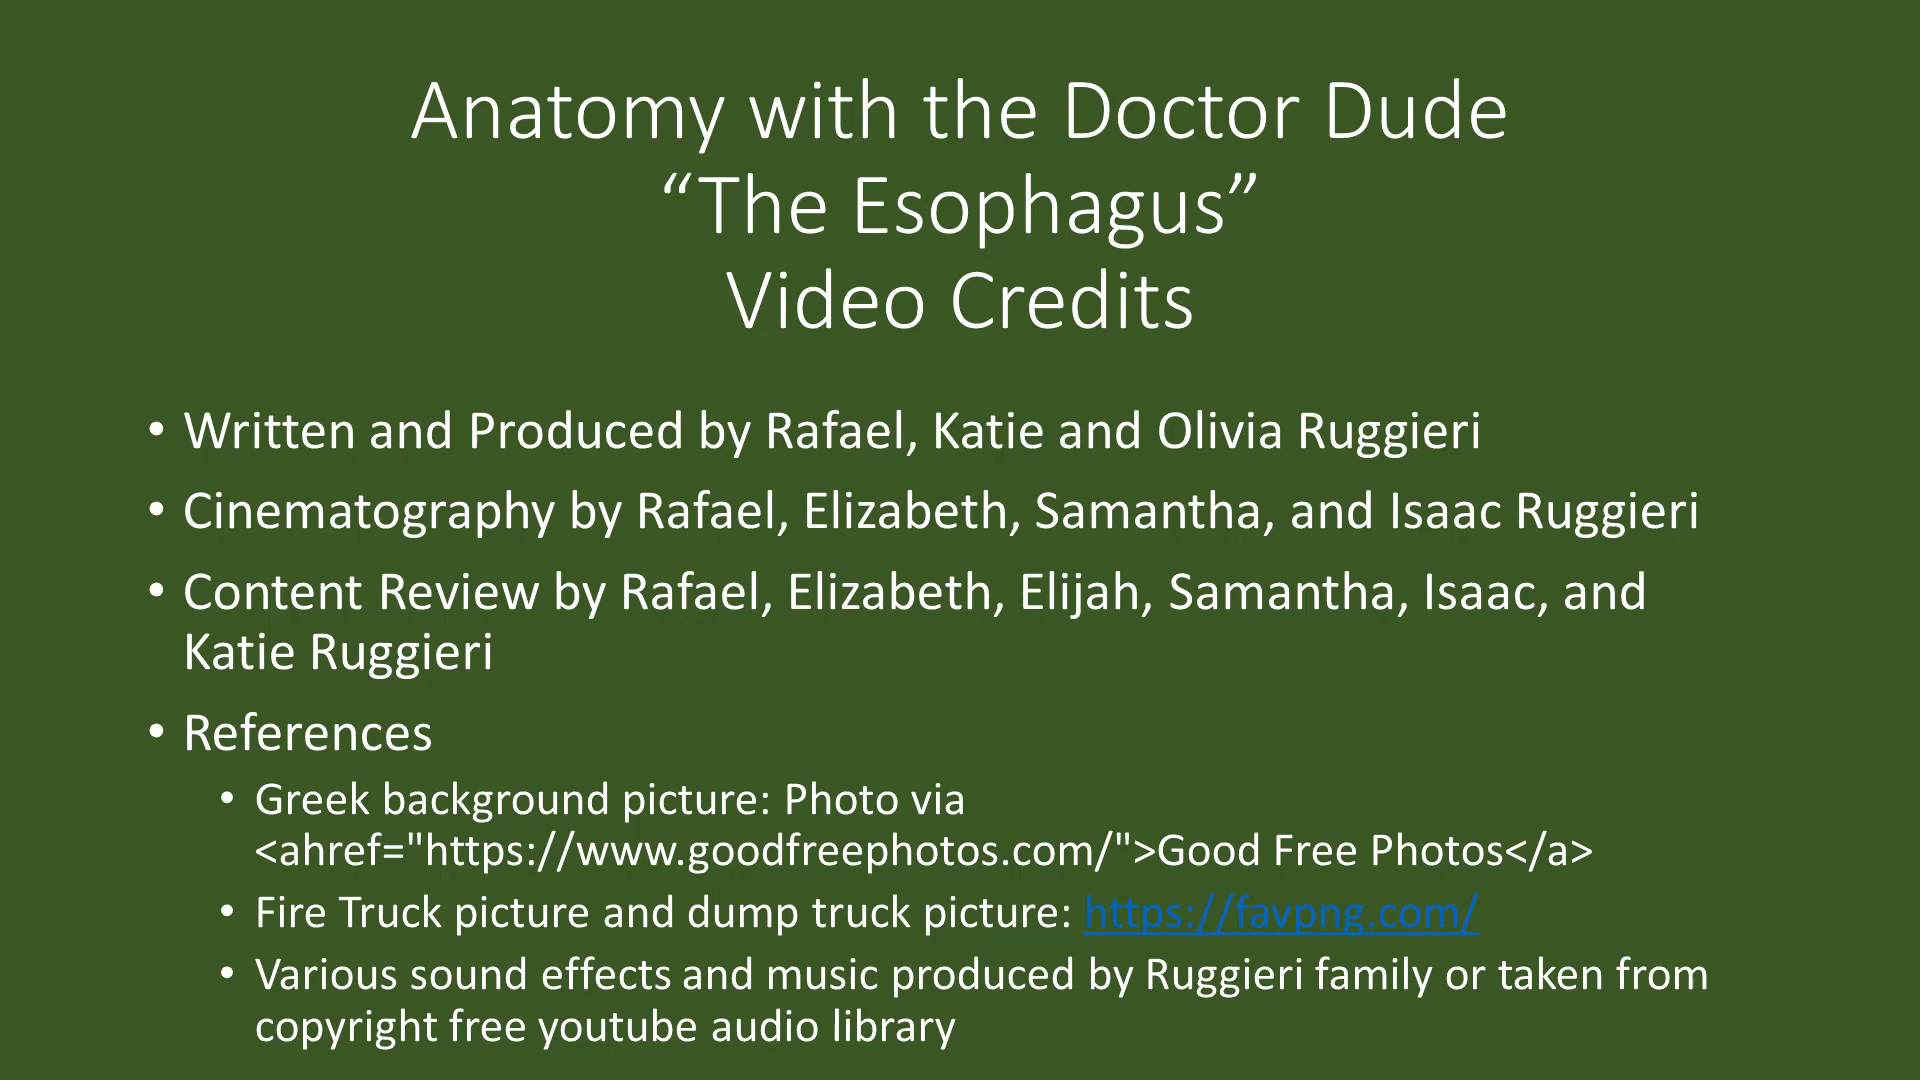 Anatomy with the Doctor Dude
“The Esophagus”
Video Credits
• Written and Produced by Rafael, Katie and Olivia Ruggieri
• Cinematography by Rafael, Elizabeth, Samantha, and Isaac Ruggieri
• Content Review by Rafael, Elizabeth, Elijah, Samantha, Isaac, and
Katie Ruggieri
• References
• Greek background picture: Photo via
<ahref="https://www.goodfreephotos.com/">Good Free Photos</a>
• Fire Truck picture and dump truck picture: https://favpng.com/
• Various sound effects and music produced by Ruggieri family or taken from
copyright free youtube audio library